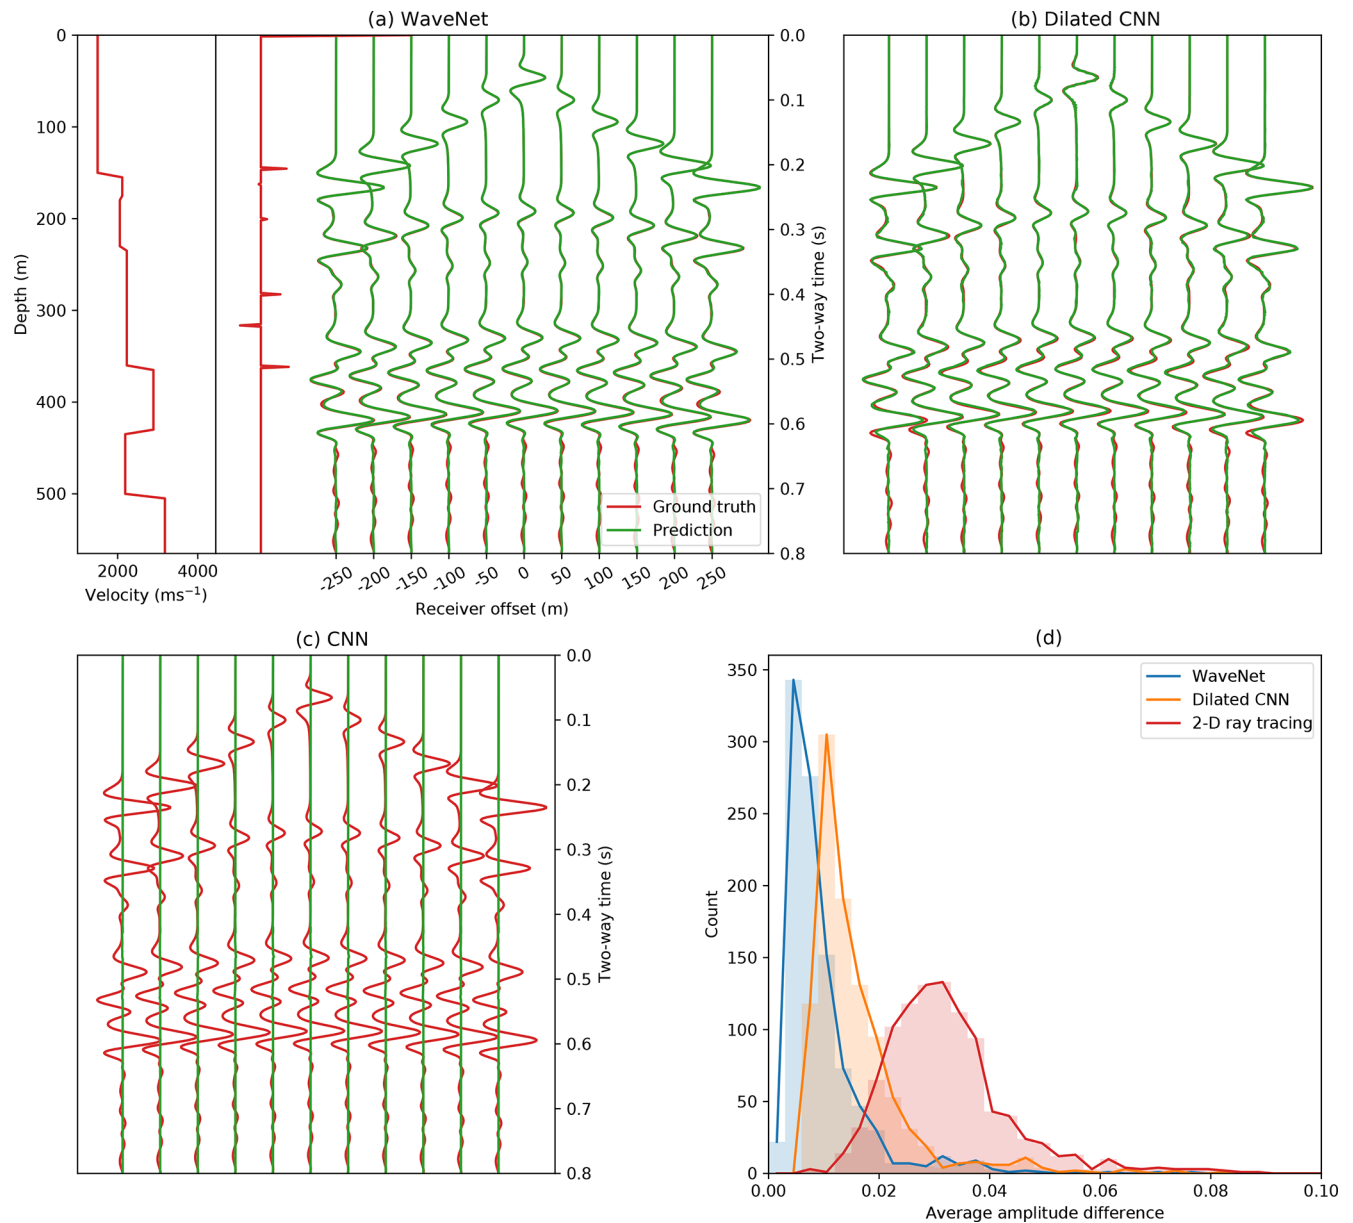 (a) WaveNet
(b) Dilated CNN
0
100
200
300
400
500
Depth (m)
2000 4000
Velocity (ms⁻¹)
-250 -200 -150 -100 -50 0 50 100 150 200 250
Receiver offset (m)
0.0
0.1
0.2
0.3
0.4
0.5
0.6
0.7
0.8
Two-way time (s)
Ground truth
Prediction
(c) CNN
0.0
0.1
0.2
0.3
0.4
0.5
0.6
0.7
0.8
Two-way time (s)
(d)
350
300
250
200
150
100
50
0
Count
0.00 0.02 0.04 0.06 0.08 0.10
Average amplitude difference
WaveNet
Dilated CNN
2-D ray tracing